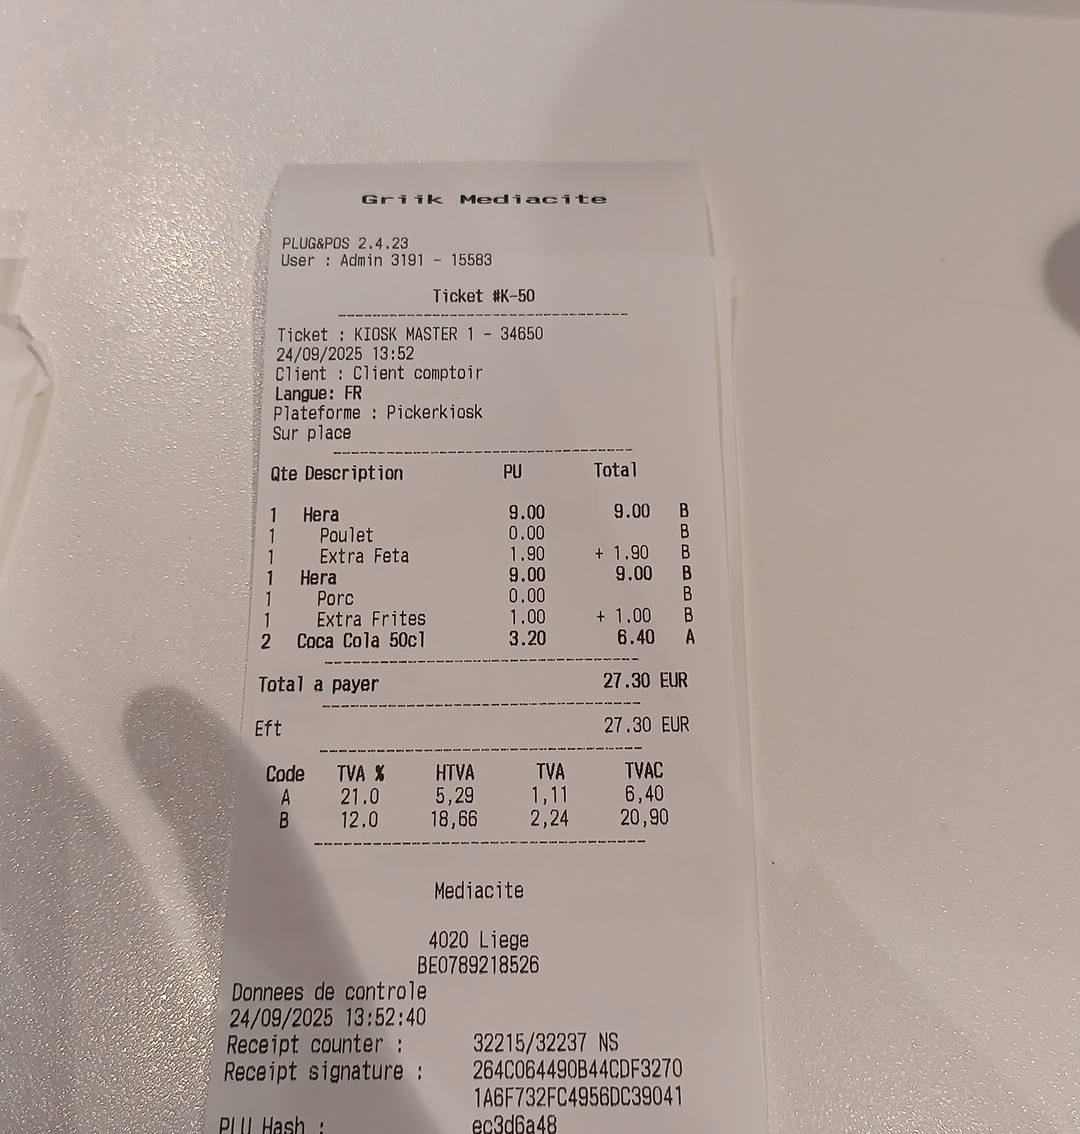 Griik Mediacite
PLUG&POS 2.4.23
User : Admin 3191 - 15583
Ticket #K-50
Ticket : KIOSK MASTER 1 - 34650
24/09/2025 13:52
Client : Client comptoir
Langue: FR
Plateforme : Pickerkiosk
Sur place
Qte Description PU Total
1 Hera 9.00 9.00 B
1 Poulet 0.00 B
1 Extra Feta 1.90 + 1.90 B
1 Hera 9.00 9.00 B
1 Porc 0.00 B
1 Extra Frites 1.00 + 1.00 B
2 Coca Cola 50cl 3.20 6.40 A
Total a payer 27.30 EUR
Eft 27.30 EUR
Code TVA % HTVA TVA TVAC
A 21.0 5,29 1,11 6,40
B 12.0 18,66 2,24 20,90
Mediacite
4020 Liege
BE0789218526
Donnees de controle
24/09/2025 13:52:40
Receipt counter : 32215/32237 NS
Receipt signature : 264C064490B44CDF3270
1A6F732FC4956DC39041
PLU Hash : ec3d6a48